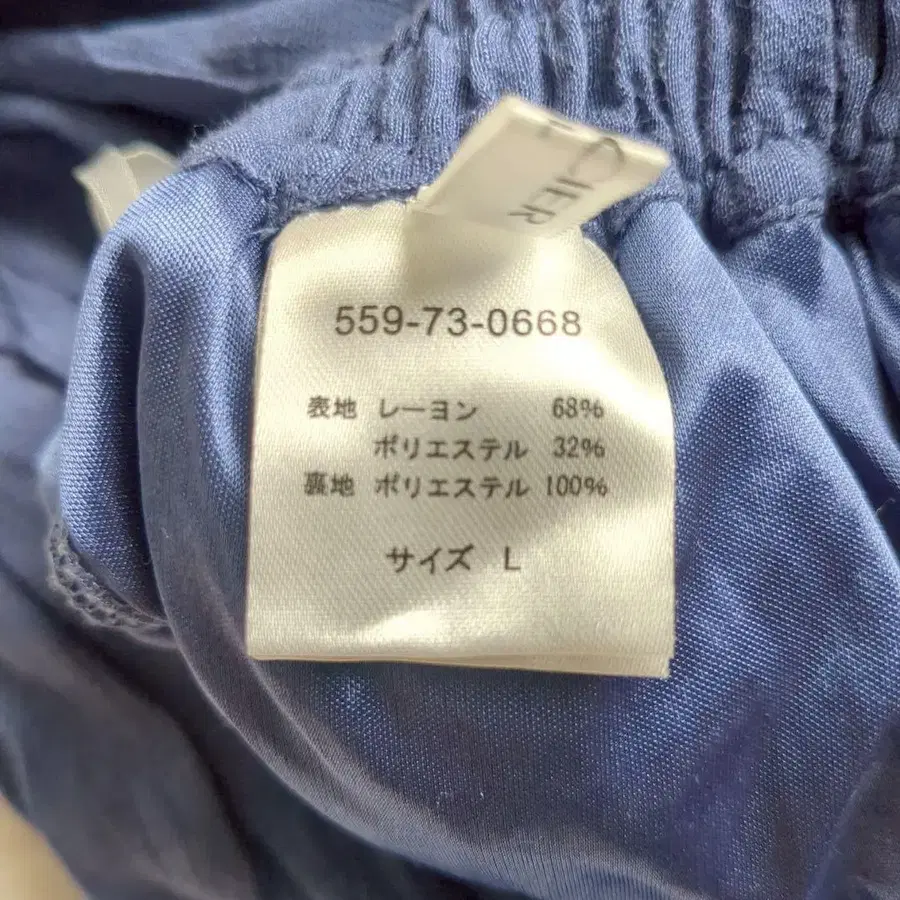 CIER
559-73-0668
表地 レーヨン 68%
ポリエステル 32%
裏地 ポリエステル 100%
サイズ L